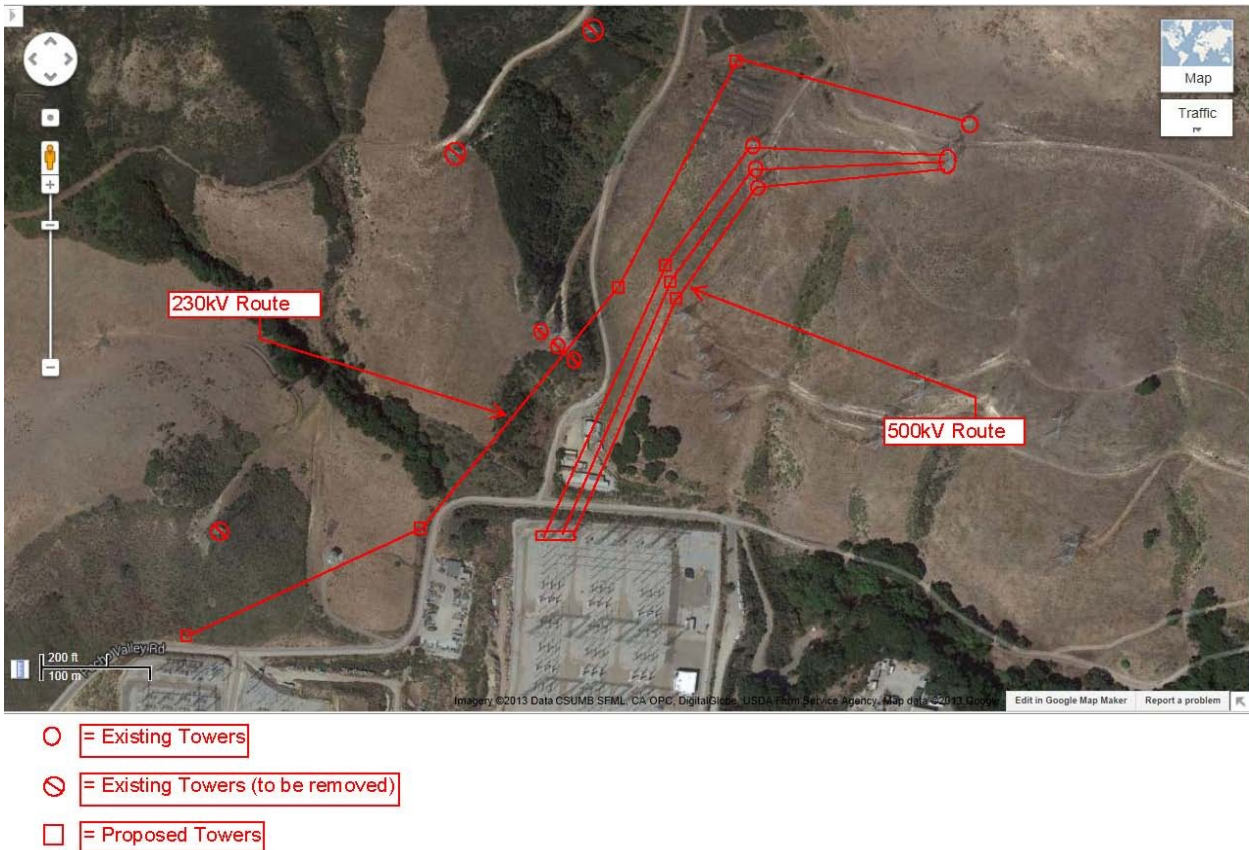 Map
Traffic
230kV Route
500kV Route
Valley Rd
200 ft
100 m
Imagery ©2013 Data CSUMB SFML, CA OPC, DigitalGlobe, USDA Farm Service Agency, Map data ©2013 Google
Edit in Google Map Maker
Report a problem
= Existing Towers
= Existing Towers (to be removed)
= Proposed Towers